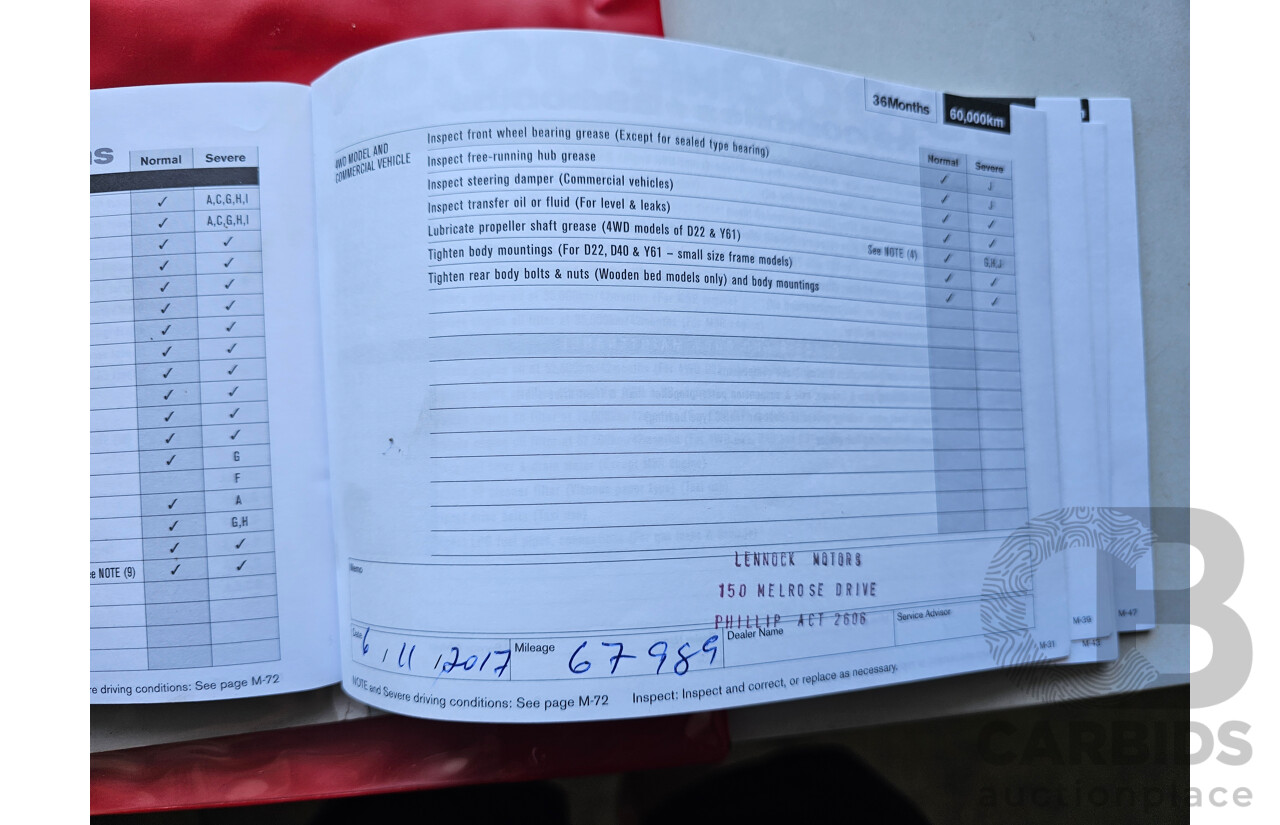 Normal Severe
✓ A,C,G,H,I
✓ A,C,G,H,I
✓ ✓
✓ ✓
✓ ✓
✓ ✓
✓ ✓
✓ ✓
✓ ✓
✓ ✓
✓ ✓
✓ ✓
✓ G
F
✓ A
✓ G,H
✓ ✓
e NOTE (9) ✓ ✓
e driving conditions: See page M-72
36Months 60,000km
4WD MODEL AND
COMMERCIAL VEHICLE
Normal Severe
Inspect front wheel bearing grease (Except for sealed type bearing) ✓
Inspect free-running hub grease ✓
Inspect steering damper (Commercial vehicles) ✓ ✓
Inspect transfer oil or fluid (For level & leaks) ✓ ✓
Lubricate propeller shaft grease (4WD models of D22 & Y61) See NOTE (4) ✓
Tighten body mountings (For D22, D40 & Y61 – small size frame models) ✓ ✓
Tighten rear body bolts & nuts (Wooden bed models only) and body mountings ✓ ✓
Memo
LENNOCK MOTORS
150 MELROSE DRIVE
PHILLIP ACT 2606
Date 6 / 11 / 2017 Mileage 67989 Dealer Name Service Advisor
NOTE and Severe driving conditions: See page M-72 Inspect: Inspect and correct, or replace as necessary.
M-31
M-39
M-47
CARBIDS
auctionplace